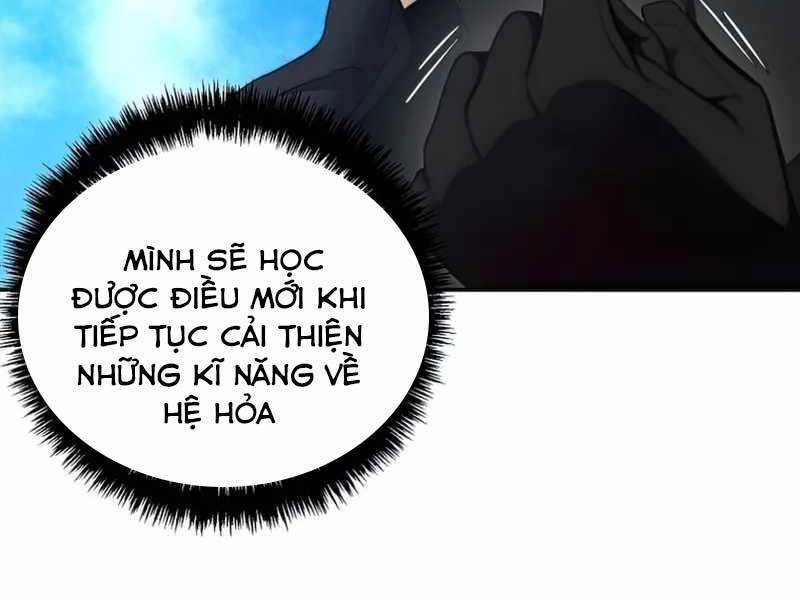 MÌNH SẼ HỌC
ĐƯỢC ĐIỀU MỚI KHI
TIẾP TỤC CẢI THIỆN
NHỮNG KĨ NĂNG VỀ
HỆ HỎA